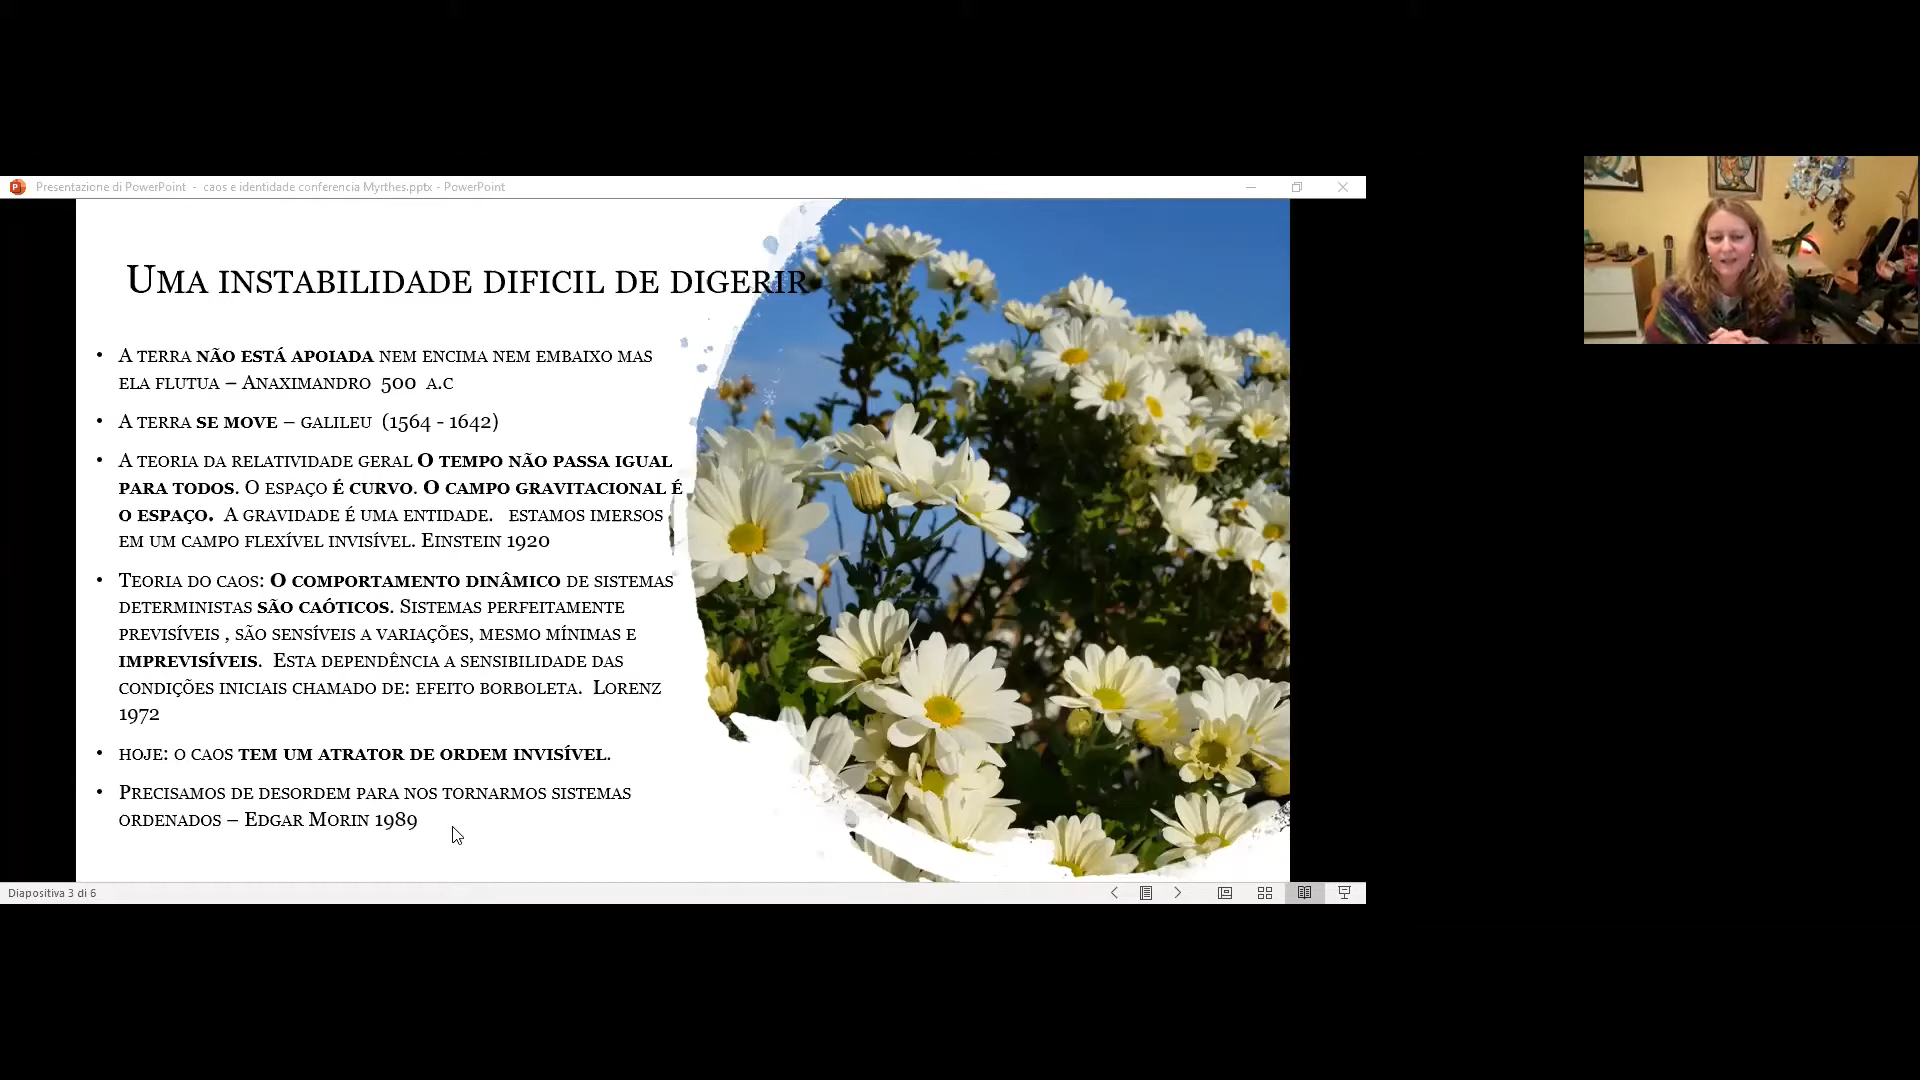 Presentazione di PowerPoint - caos e identidade conferencia Myrthes.pptx - PowerPoint
UMA INSTABILIDADE DIFICIL DE DIGERIR
• A TERRA NÃO ESTÁ APOIADA NEM ENCIMA NEM EMBAIXO MAS
ELA FLUTUA – ANAXIMANDRO 500 A.C
• A TERRA SE MOVE – GALILEU (1564 - 1642)
• A TEORIA DA RELATIVIDADE GERAL O TEMPO NÃO PASSA IGUAL
PARA TODOS. O ESPAÇO É CURVO. O CAMPO GRAVITACIONAL É
O ESPAÇO. A GRAVIDADE É UMA ENTIDADE. ESTAMOS IMERSOS
EM UM CAMPO FLEXÍVEL INVISÍVEL. EINSTEIN 1920
• TEORIA DO CAOS: O COMPORTAMENTO DINÂMICO DE SISTEMAS
DETERMINISTAS SÃO CAÓTICOS. SISTEMAS PERFEITAMENTE
PREVISÍVEIS , SÃO SENSÍVEIS A VARIAÇÕES, MESMO MÍNIMAS E
IMPREVISÍVEIS. ESTA DEPENDÊNCIA A SENSIBILIDADE DAS
CONDIÇÕES INICIAIS CHAMADO DE: EFEITO BORBOLETA. LORENZ
1972
• HOJE: O CAOS TEM UM ATRATOR DE ORDEM INVISÍVEL.
• PRECISAMOS DE DESORDEM PARA NOS TORNARMOS SISTEMAS
ORDENADOS – EDGAR MORIN 1989
Diapositiva 3 di 6